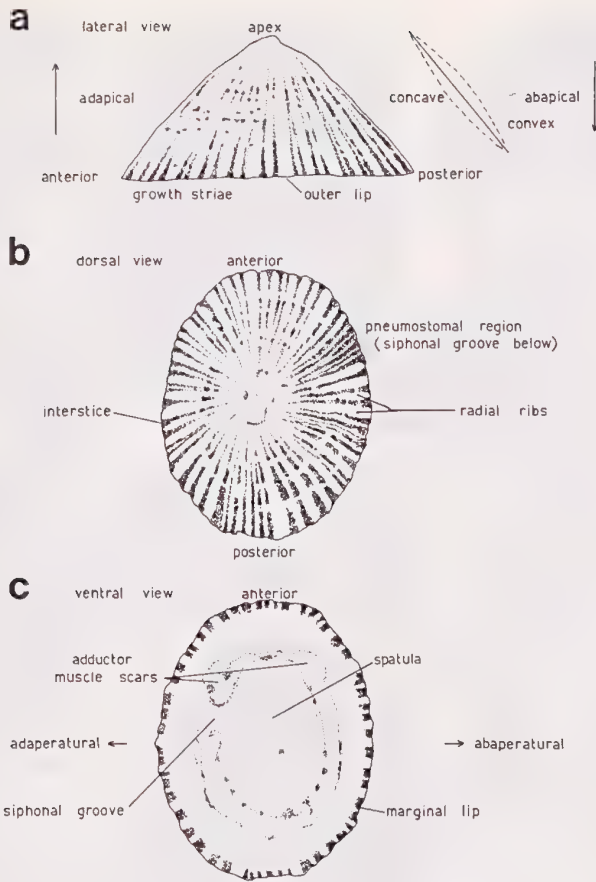 a
lateral view
apex
adapical
concave
abapical
convex
anterior
posterior
growth striae
outer lip
b
dorsal view
anterior
pneumostomal region
(siphonal groove below)
interstice
radial ribs
posterior
c
ventral view
anterior
adductor
muscle scars
spatula
adaperatural
abaperatural
siphonal groove
marginal lip